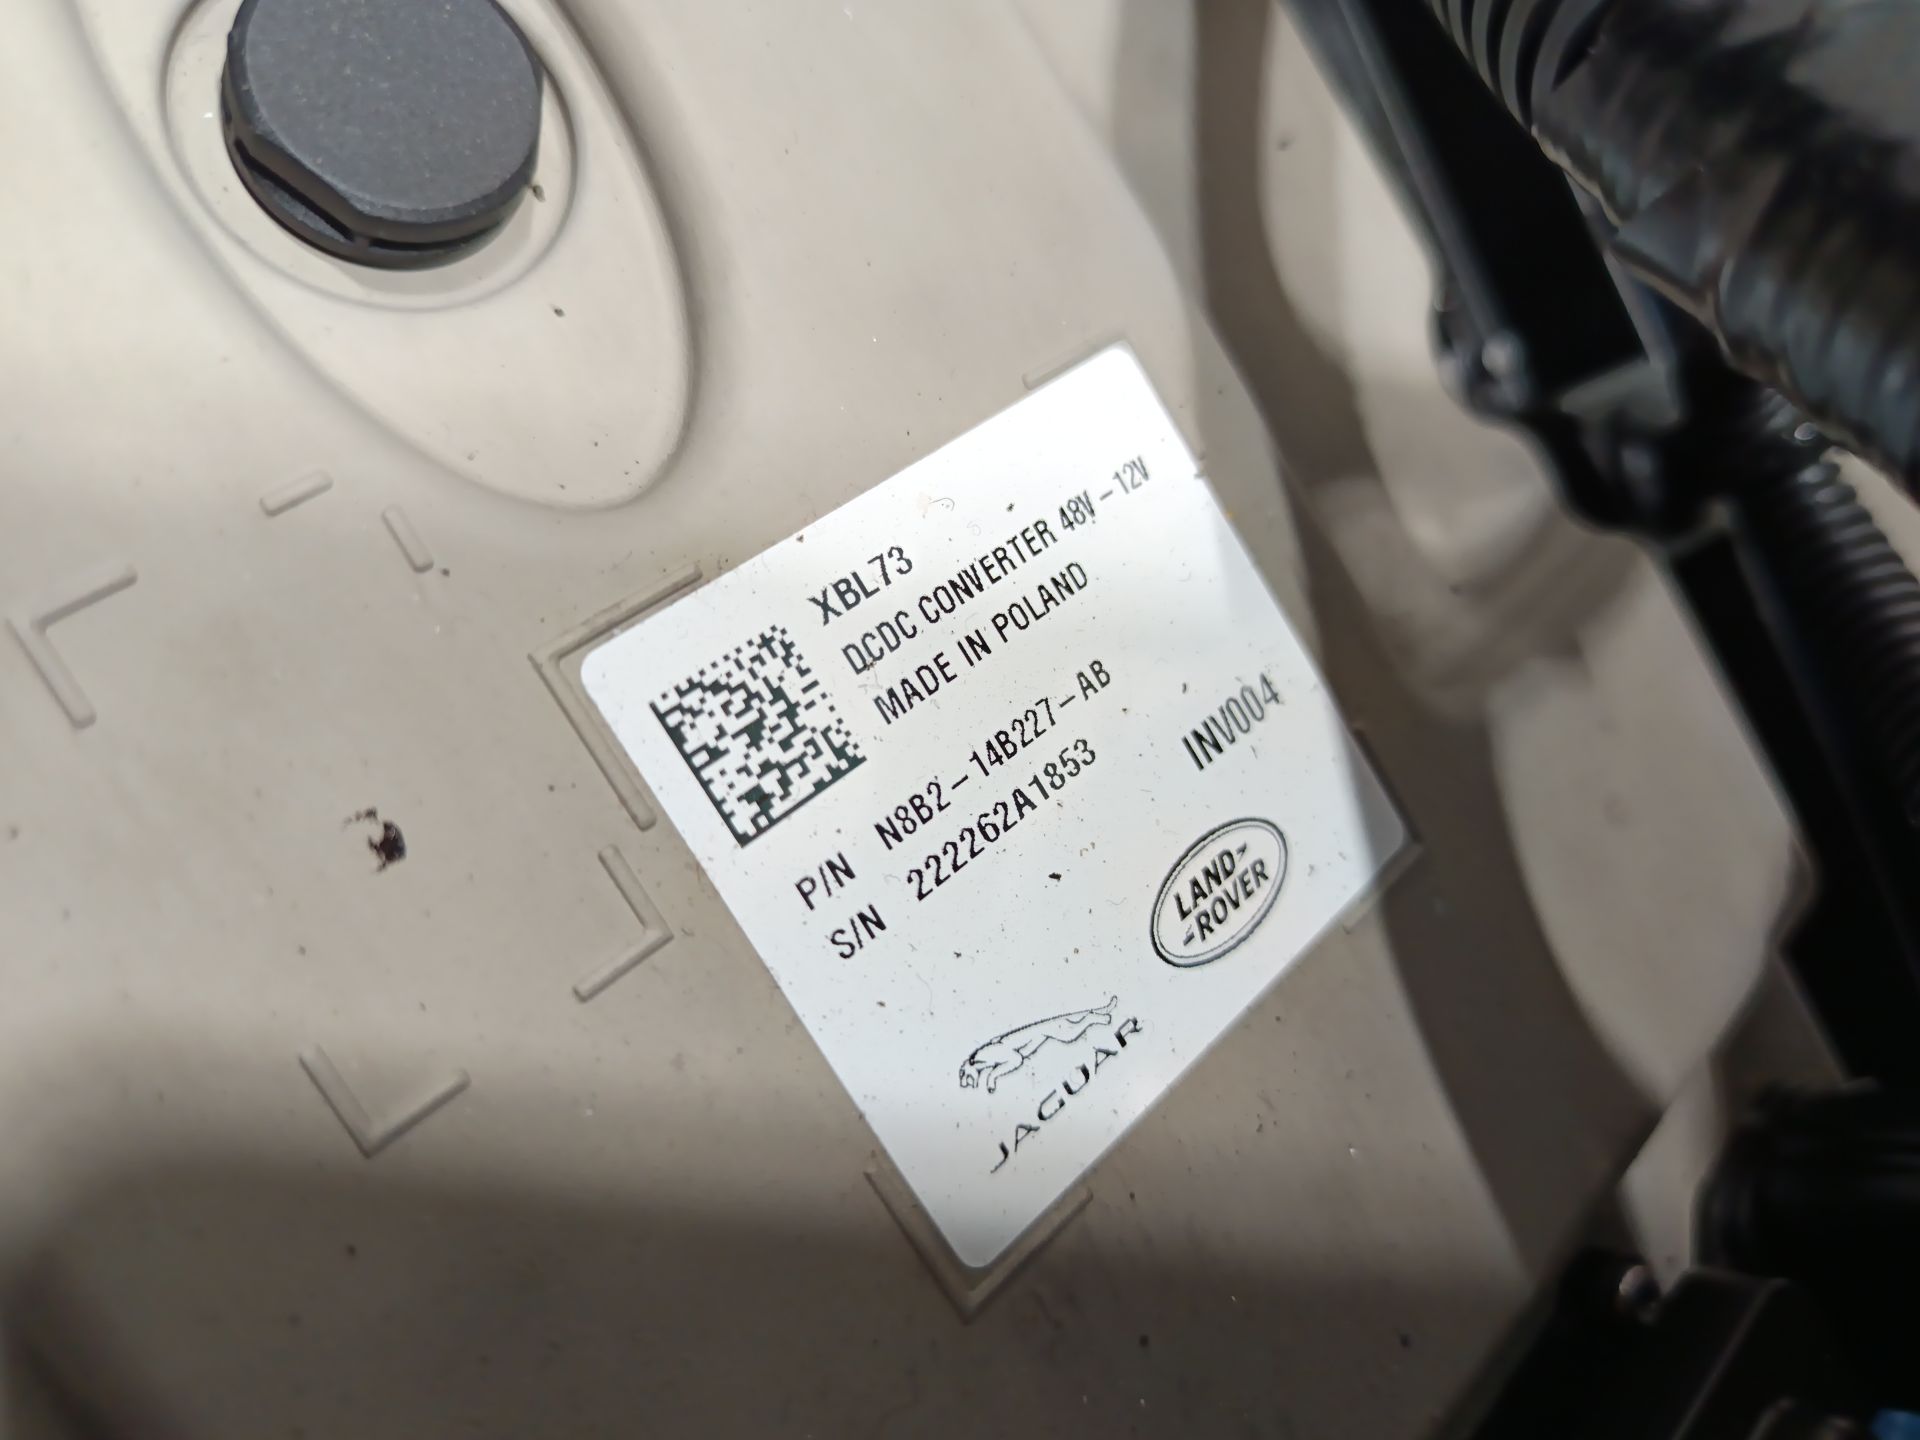 XBL73
DCDC CONVERTER 48V-12V
MADE IN POLAND
P/N N8B2-14B227-AB
S/N 222262A1853
INV004
LAND-
-ROVER
JAGUAR